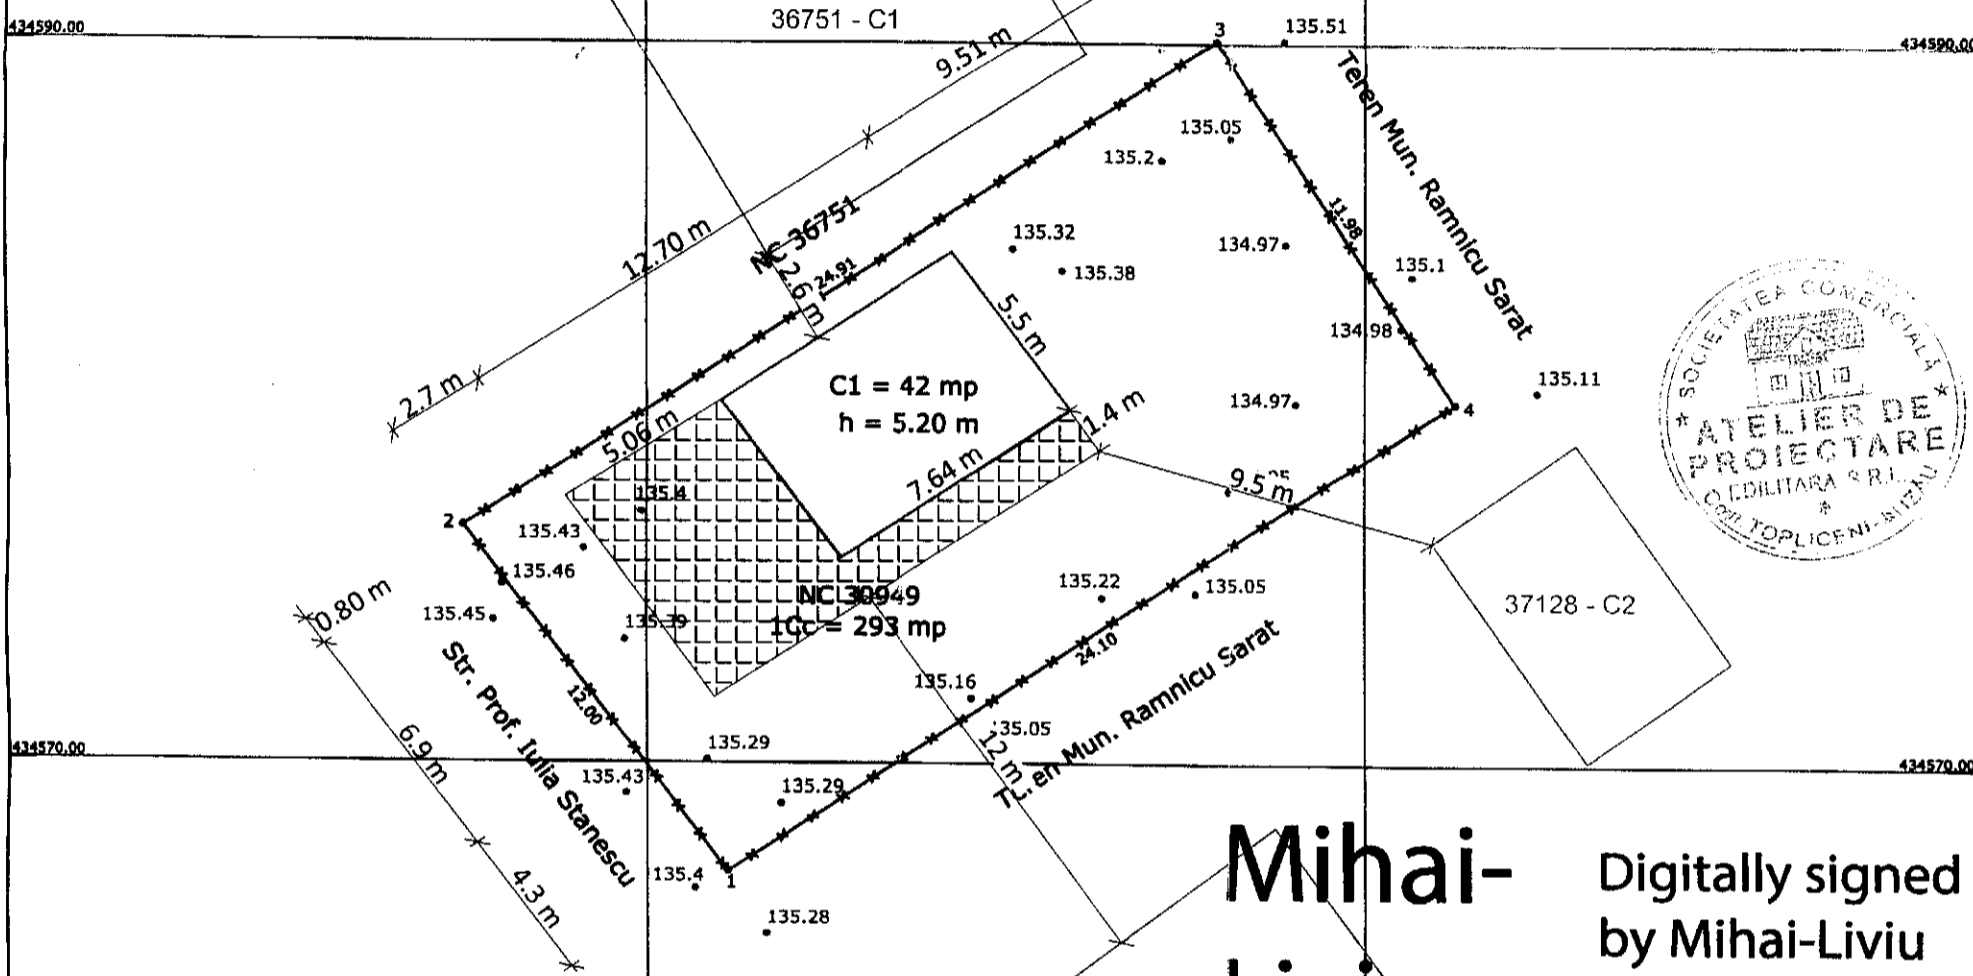 36751 - C1
434590.00
3
135.51
434590.00
9.51 m
Teren Mun. Ramnicu Sarat
135.05
135.2
12.70 m
NC 36751
2.6 m
24.91
135.32
135.38
134.97
11.98
135.1
5.5 m
134.98
SOCIETATEA COMERCIALĂ
ATELIER DE
PROIECTARE
EDILITARA S.R.L.
Com. TOPLICENI-BUZAU
2.7 m
C1 = 42 mp
h = 5.20 m
134.97
135.11
4
1.4 m
5.06 m
7.64 m
9.5 m
135.4
2
135.43
135.46
135.45
135.39
0.80 m
NC 30949
1Cc = 293 mp
135.22
135.05
37128 - C2
24.10
Str. Prof. Iulia Stanescu
12.00
135.16
12 m
Mun. Ramnicu Sarat
6.9 m
434570.00
135.29
434570.00
135.43
135.29
135.4
1
4.3 m
135.28
Mihai-
Digitally signed
by Mihai-Liviu